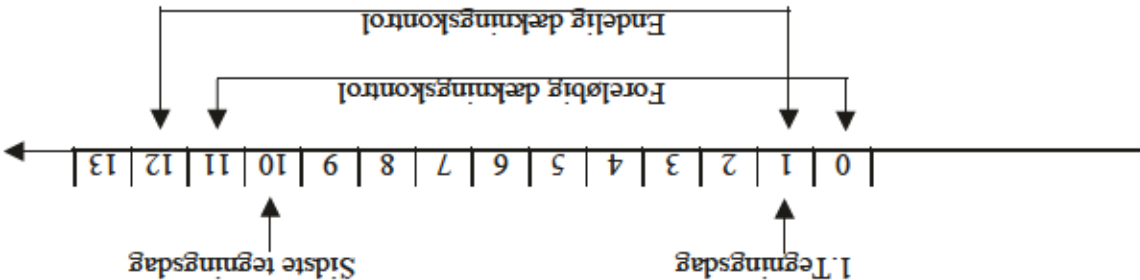 1.Tegningsdag Sidste tegningsdag
0 1 2 3 4 5 6 7 8 9 10 11 12 13
Foreløbig dækningskontrol
Endelig dækningskontrol